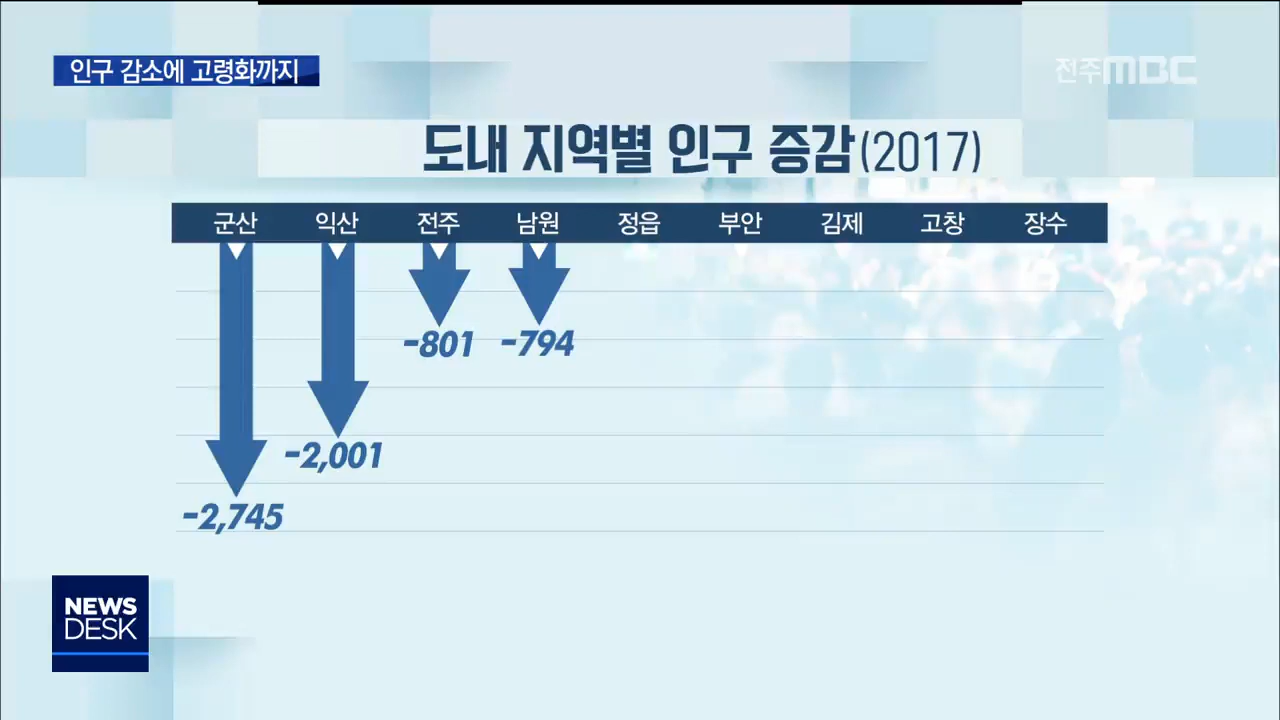 인구 감소에 고령화까지
전주MBC
도내 지역별 인구 증감(2017)
군산 익산 전주 남원 정읍 부안 김제 고창 장수
-801 -794
-2,001
-2,745
NEWS
DESK